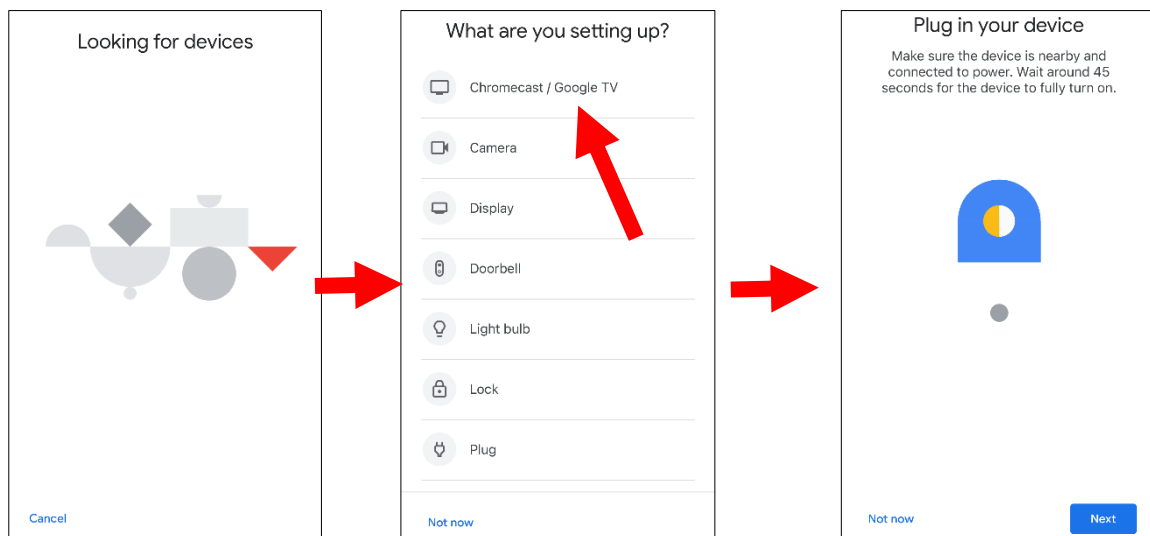 Looking for devices
Cancel
What are you setting up?
Chromecast / Google TV
Camera
Display
Doorbell
Light bulb
Lock
Plug
Not now
Plug in your device
Make sure the device is nearby and
connected to power. Wait around 45
seconds for the device to fully turn on.
Not now
Next